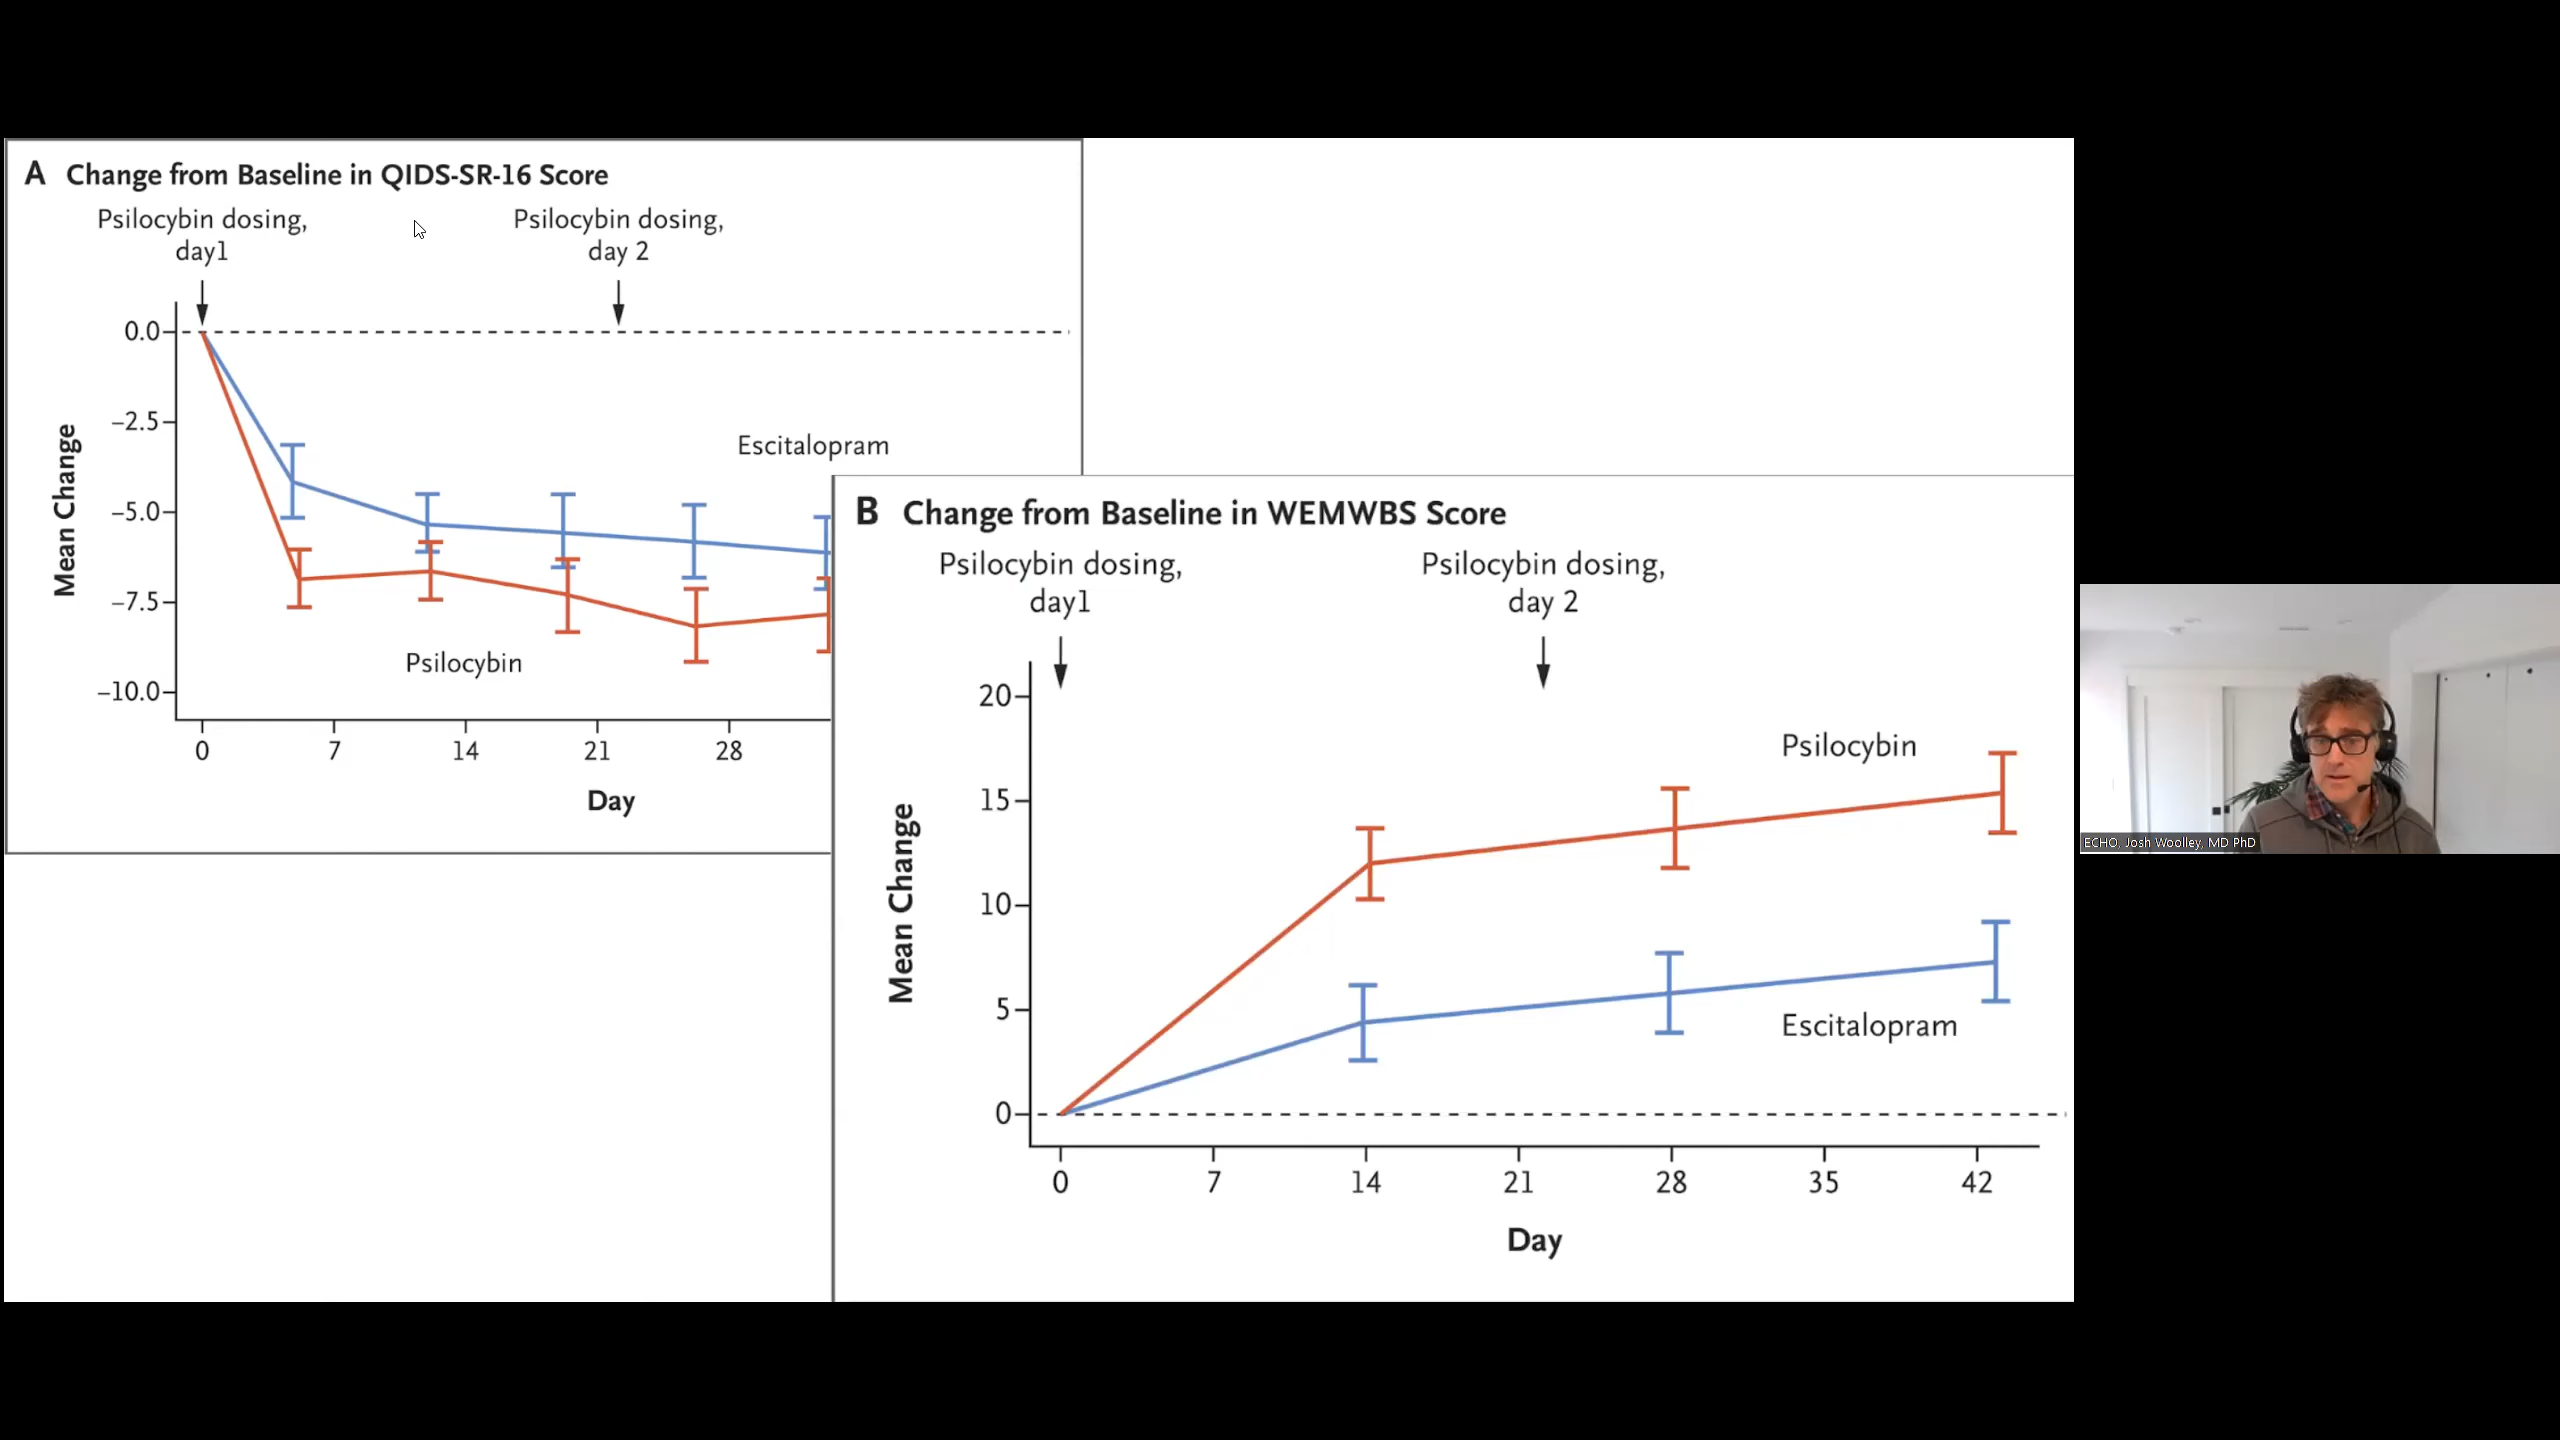 A Change from Baseline in QIDS-SR-16 Score
Psilocybin dosing,
day1
Psilocybin dosing,
day 2
0.0
−2.5
−5.0
−7.5
−10.0
Mean Change
Escitalopram
Psilocybin
0 7 14 21 28
Day
B Change from Baseline in WEMWBS Score
Psilocybin dosing,
day1
Psilocybin dosing,
day 2
20
15
10
5
0
Mean Change
Psilocybin
Escitalopram
0 7 14 21 28 35 42
Day
ECHO, Josh Woolley, MD PhD